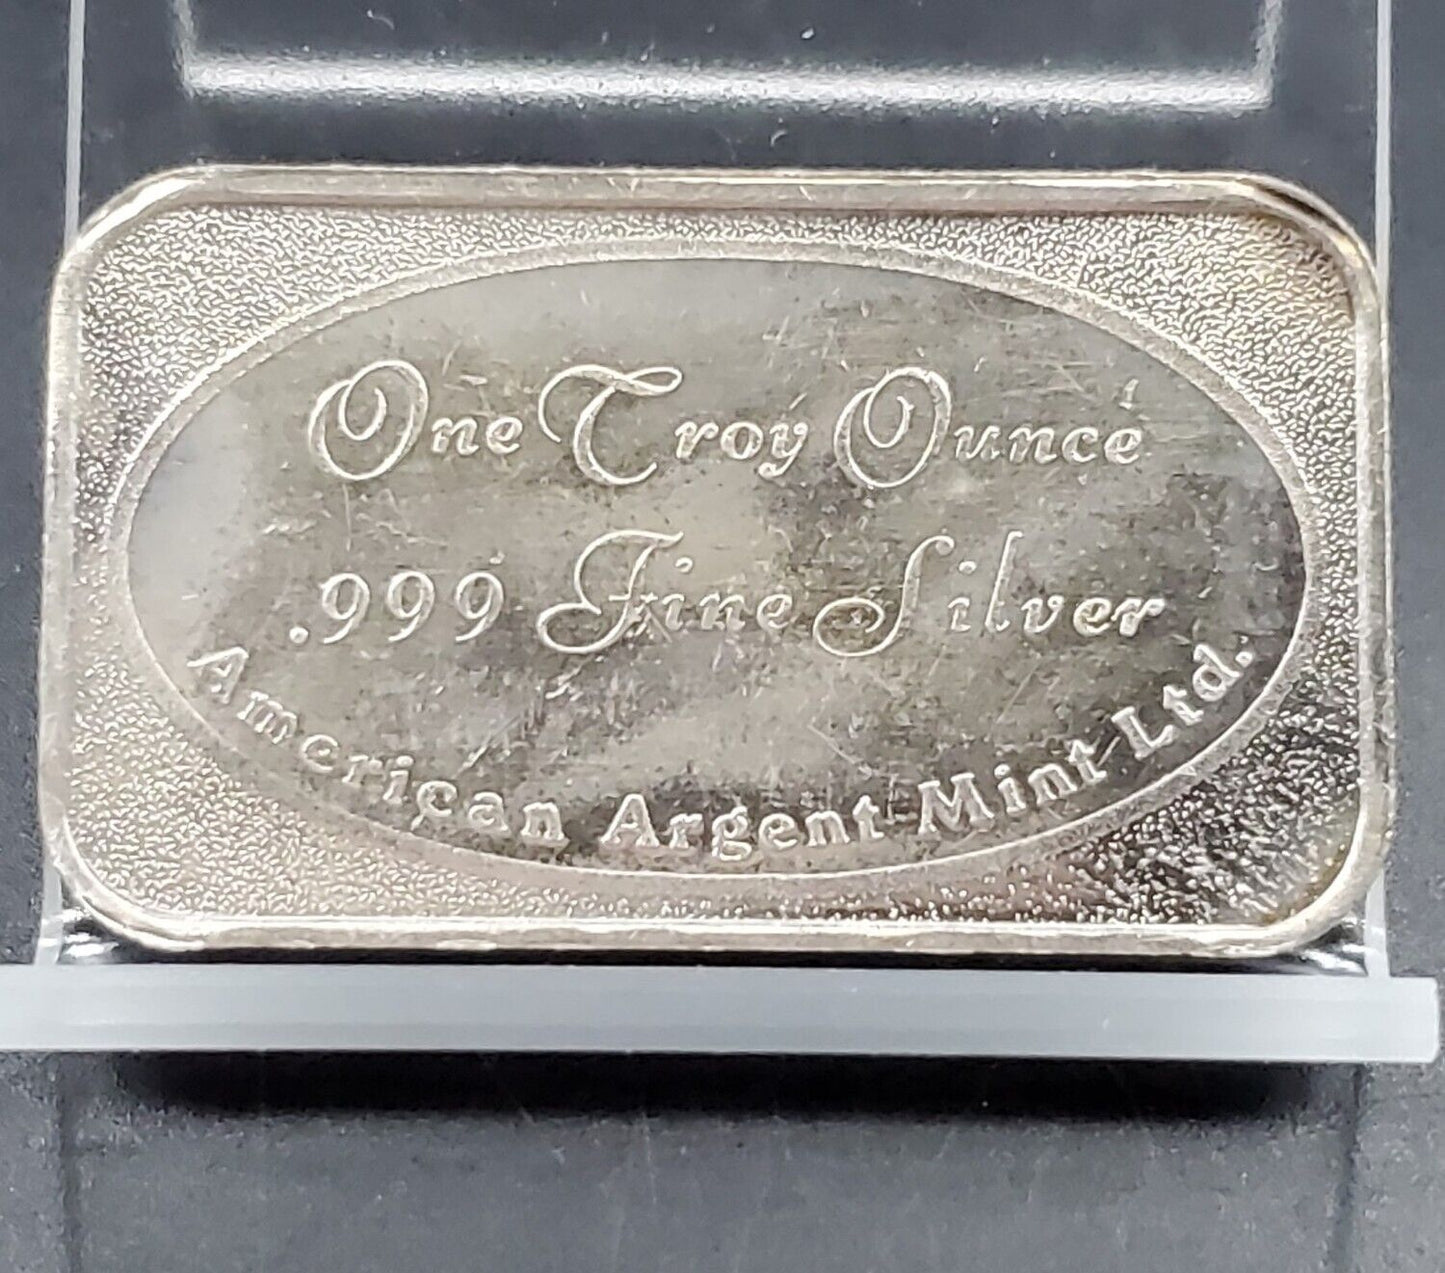 One Troy Ounce
.999 Fine Silver
American Argent Mint Ltd.